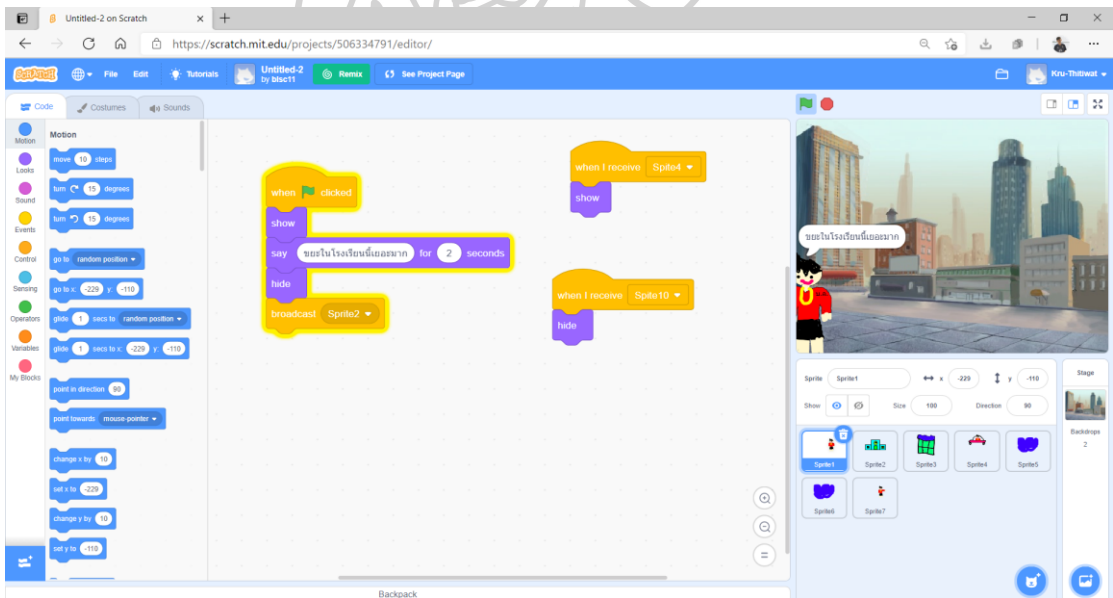 Untitled-2 on Scratch
https://scratch.mit.edu/projects/506334791/editor/
SCRATCH
File
Edit
Tutorials
Untitled-2
by bisc11
Remix
See Project Page
Kru-Thitiwat
Code
Costumes
Sounds
Motion
Looks
Sound
Events
Control
Sensing
Operators
Variables
My Blocks
Motion
move 10 steps
turn 15 degrees
turn 15 degrees
go to random position
go to x: -229 y: -110
glide 1 secs to random position
glide 1 secs to x: -229 y: -110
point in direction 90
point towards mouse-pointer
change x by 10
set x to -229
change y by 10
set y to -110
when clicked
show
say ขยะในโรงเรียนนี้เยอะมาก for 2 seconds
hide
broadcast Sprite2
when I receive Spite4
show
when I receive Spite10
hide
Backpack
ขยะในโรงเรียนนี้เยอะมาก
Sprite Sprite1 x -229 y -110
Show Size 100 Direction 90
Sprite1
Sprite2
Sprite3
Sprite4
Sprite5
Sprite6
Sprite7
Stage
Backdrops
2